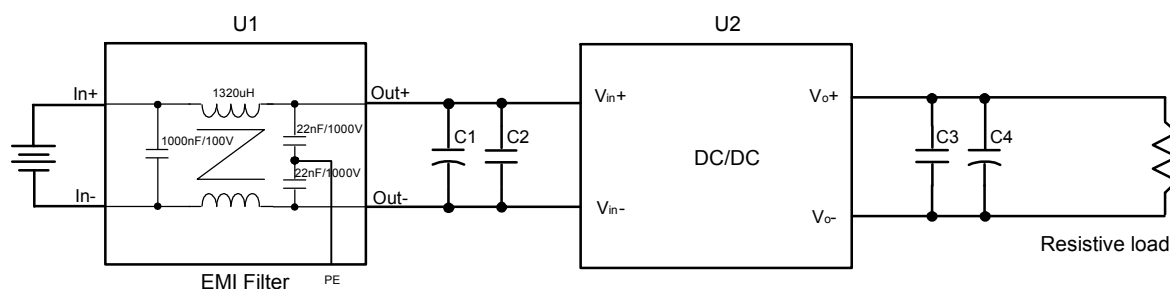 U1
U2
In+
1320uH
Out+
Vin+
Vo+
1000nF/100V
22nF/1000V
C1
C2
DC/DC
C3
C4
22nF/1000V
In-
Out-
Vin-
Vo-
Resistive load
EMI Filter
PE